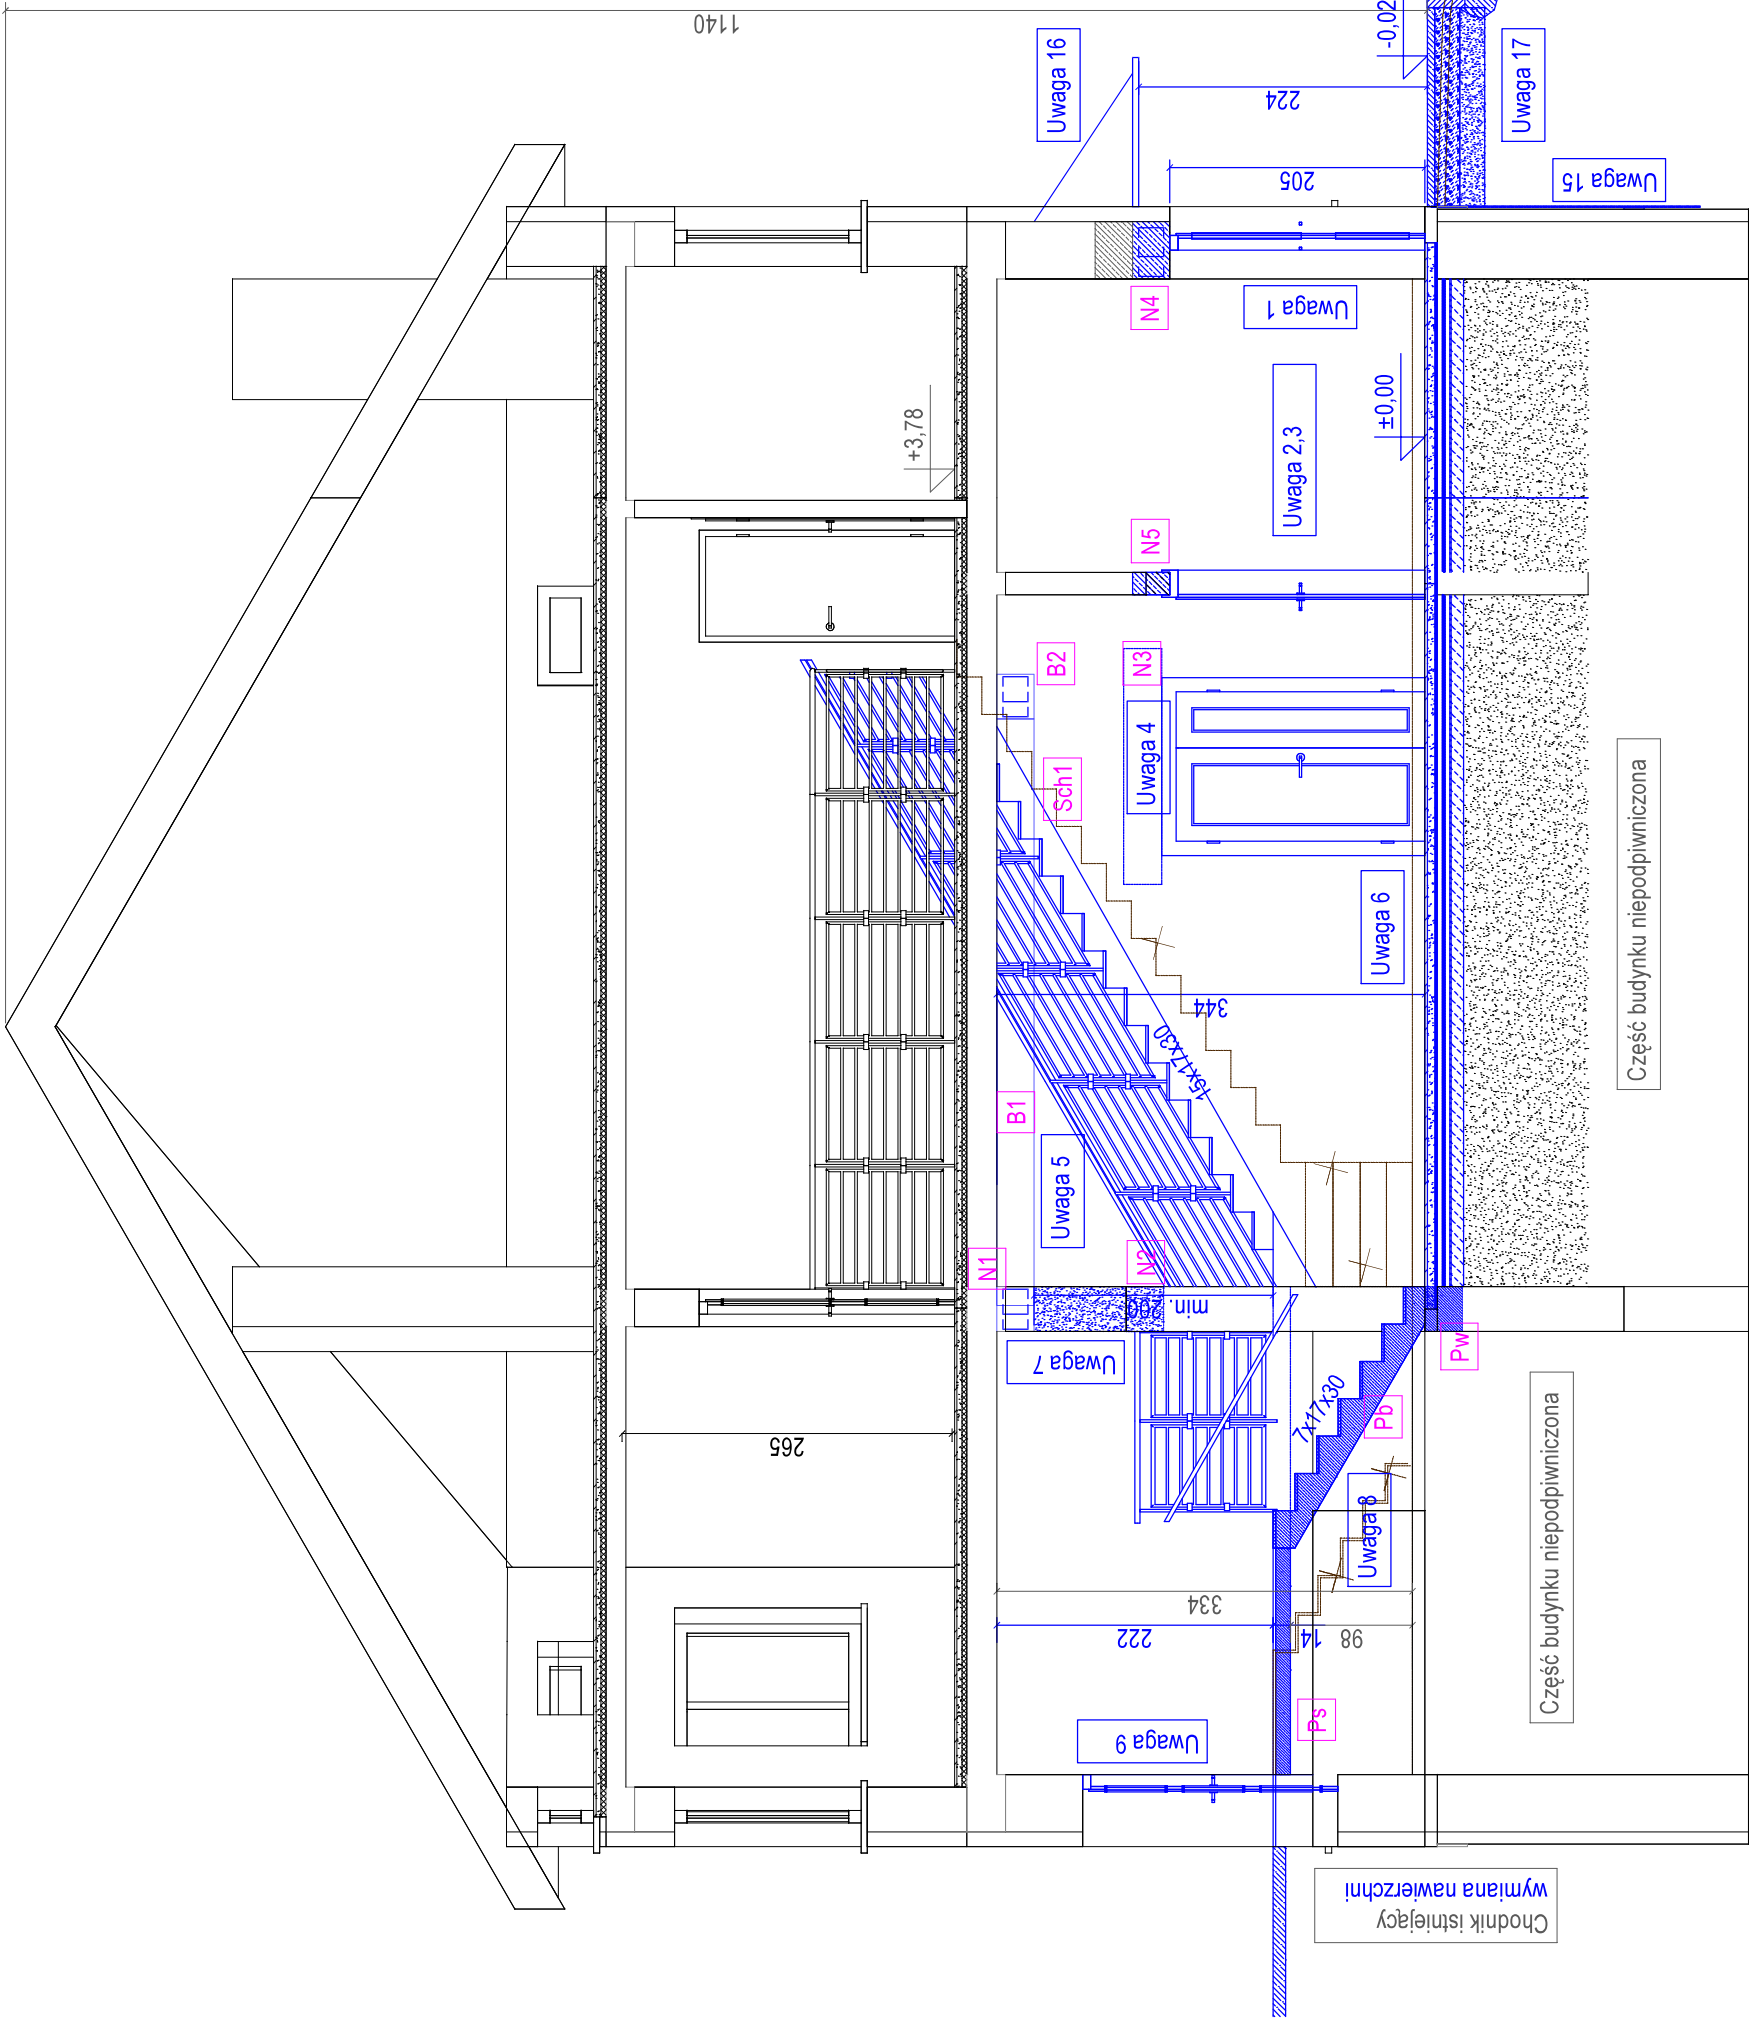 1140
Uwaga 16
-0,02
224
Uwaga 17
205
Uwaga 15
N4
Uwaga 1
+3,78
±0,00
Uwaga 2,3
N5
B2
N3
Uwaga 4
Sch1
Uwaga 6
Część budynku niepodpiwniczona
344
15x17x30
B1
Uwaga 5
N1
N2
min. 200
Uwaga 7
Pw
7x17x30
Pb
265
Uwaga 8
Część budynku niepodpiwniczona
334
222
14
98
Ps
Uwaga 9
Chodnik istniejący
wymiana nawierzchni